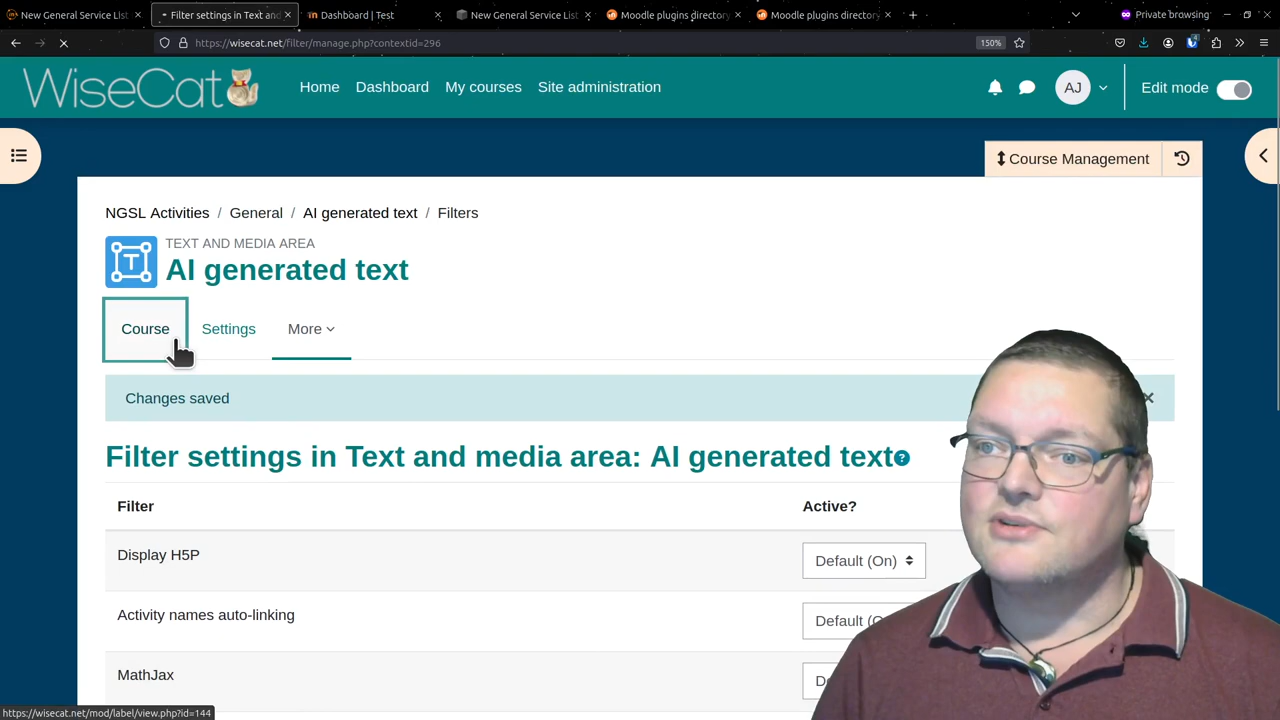 New General Service List
Filter settings in Text and
Dashboard | Test
New General Service List
Moodle plugins directory
Moodle plugins directory
Private browsing
https://wisecat.net/filter/manage.php?contextid=296
150%
WiseCat
Home
Dashboard
My courses
Site administration
AJ
Edit mode
Course Management
NGSL Activities / General / AI generated text / Filters
TEXT AND MEDIA AREA
T
AI generated text
Course
Settings
More
Changes saved
Filter settings in Text and media area: AI generated text
Filter
Active?
Display H5P
Default (On)
Activity names auto-linking
Default
MathJax
https://wisecat.net/mod/label/view.php?id=144